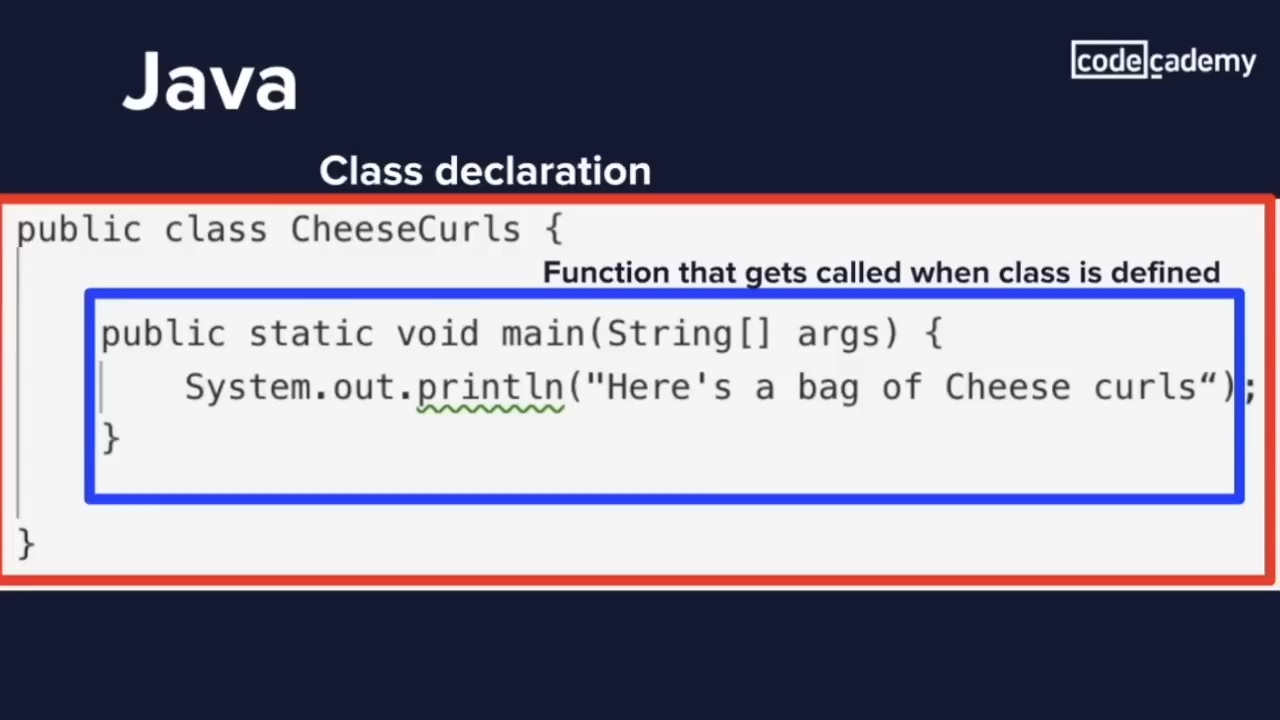 Java
codecademy
Class declaration
public class CheeseCurls {
Function that gets called when class is defined
public static void main(String[] args) {
System.out.println("Here's a bag of Cheese curls“);
}
}